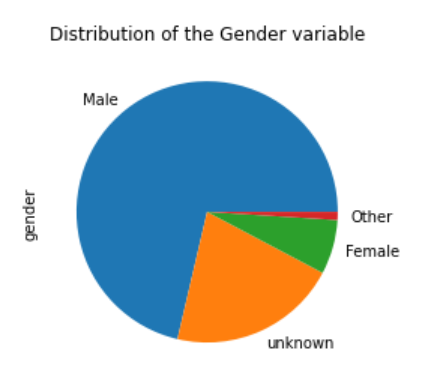 Distribution of the Gender variable
Male
gender
Other
Female
unknown